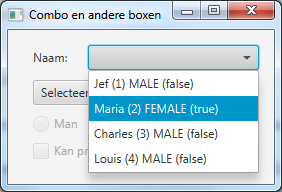 Combo en andere boxen
Naam:
Jef (1) MALE (false)
Selecteer
Maria (2) FEMALE (true)
Man
Charles (3) MALE (false)
Kan pr
Louis (4) MALE (false)